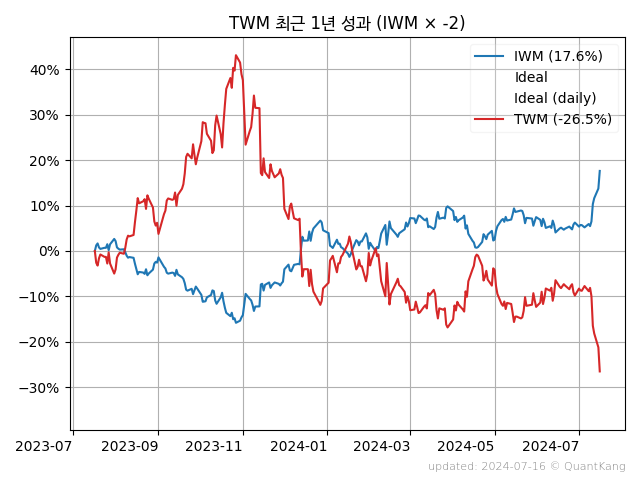 TWM 최근 1년 성과 (IWM × -2)
IWM (17.6%)
Ideal
Ideal (daily)
TWM (-26.5%)
40%
30%
20%
10%
0%
−10%
−20%
−30%
2023-07 2023-09 2023-11 2024-01 2024-03 2024-05 2024-07
updated: 2024-07-16 © QuantKang